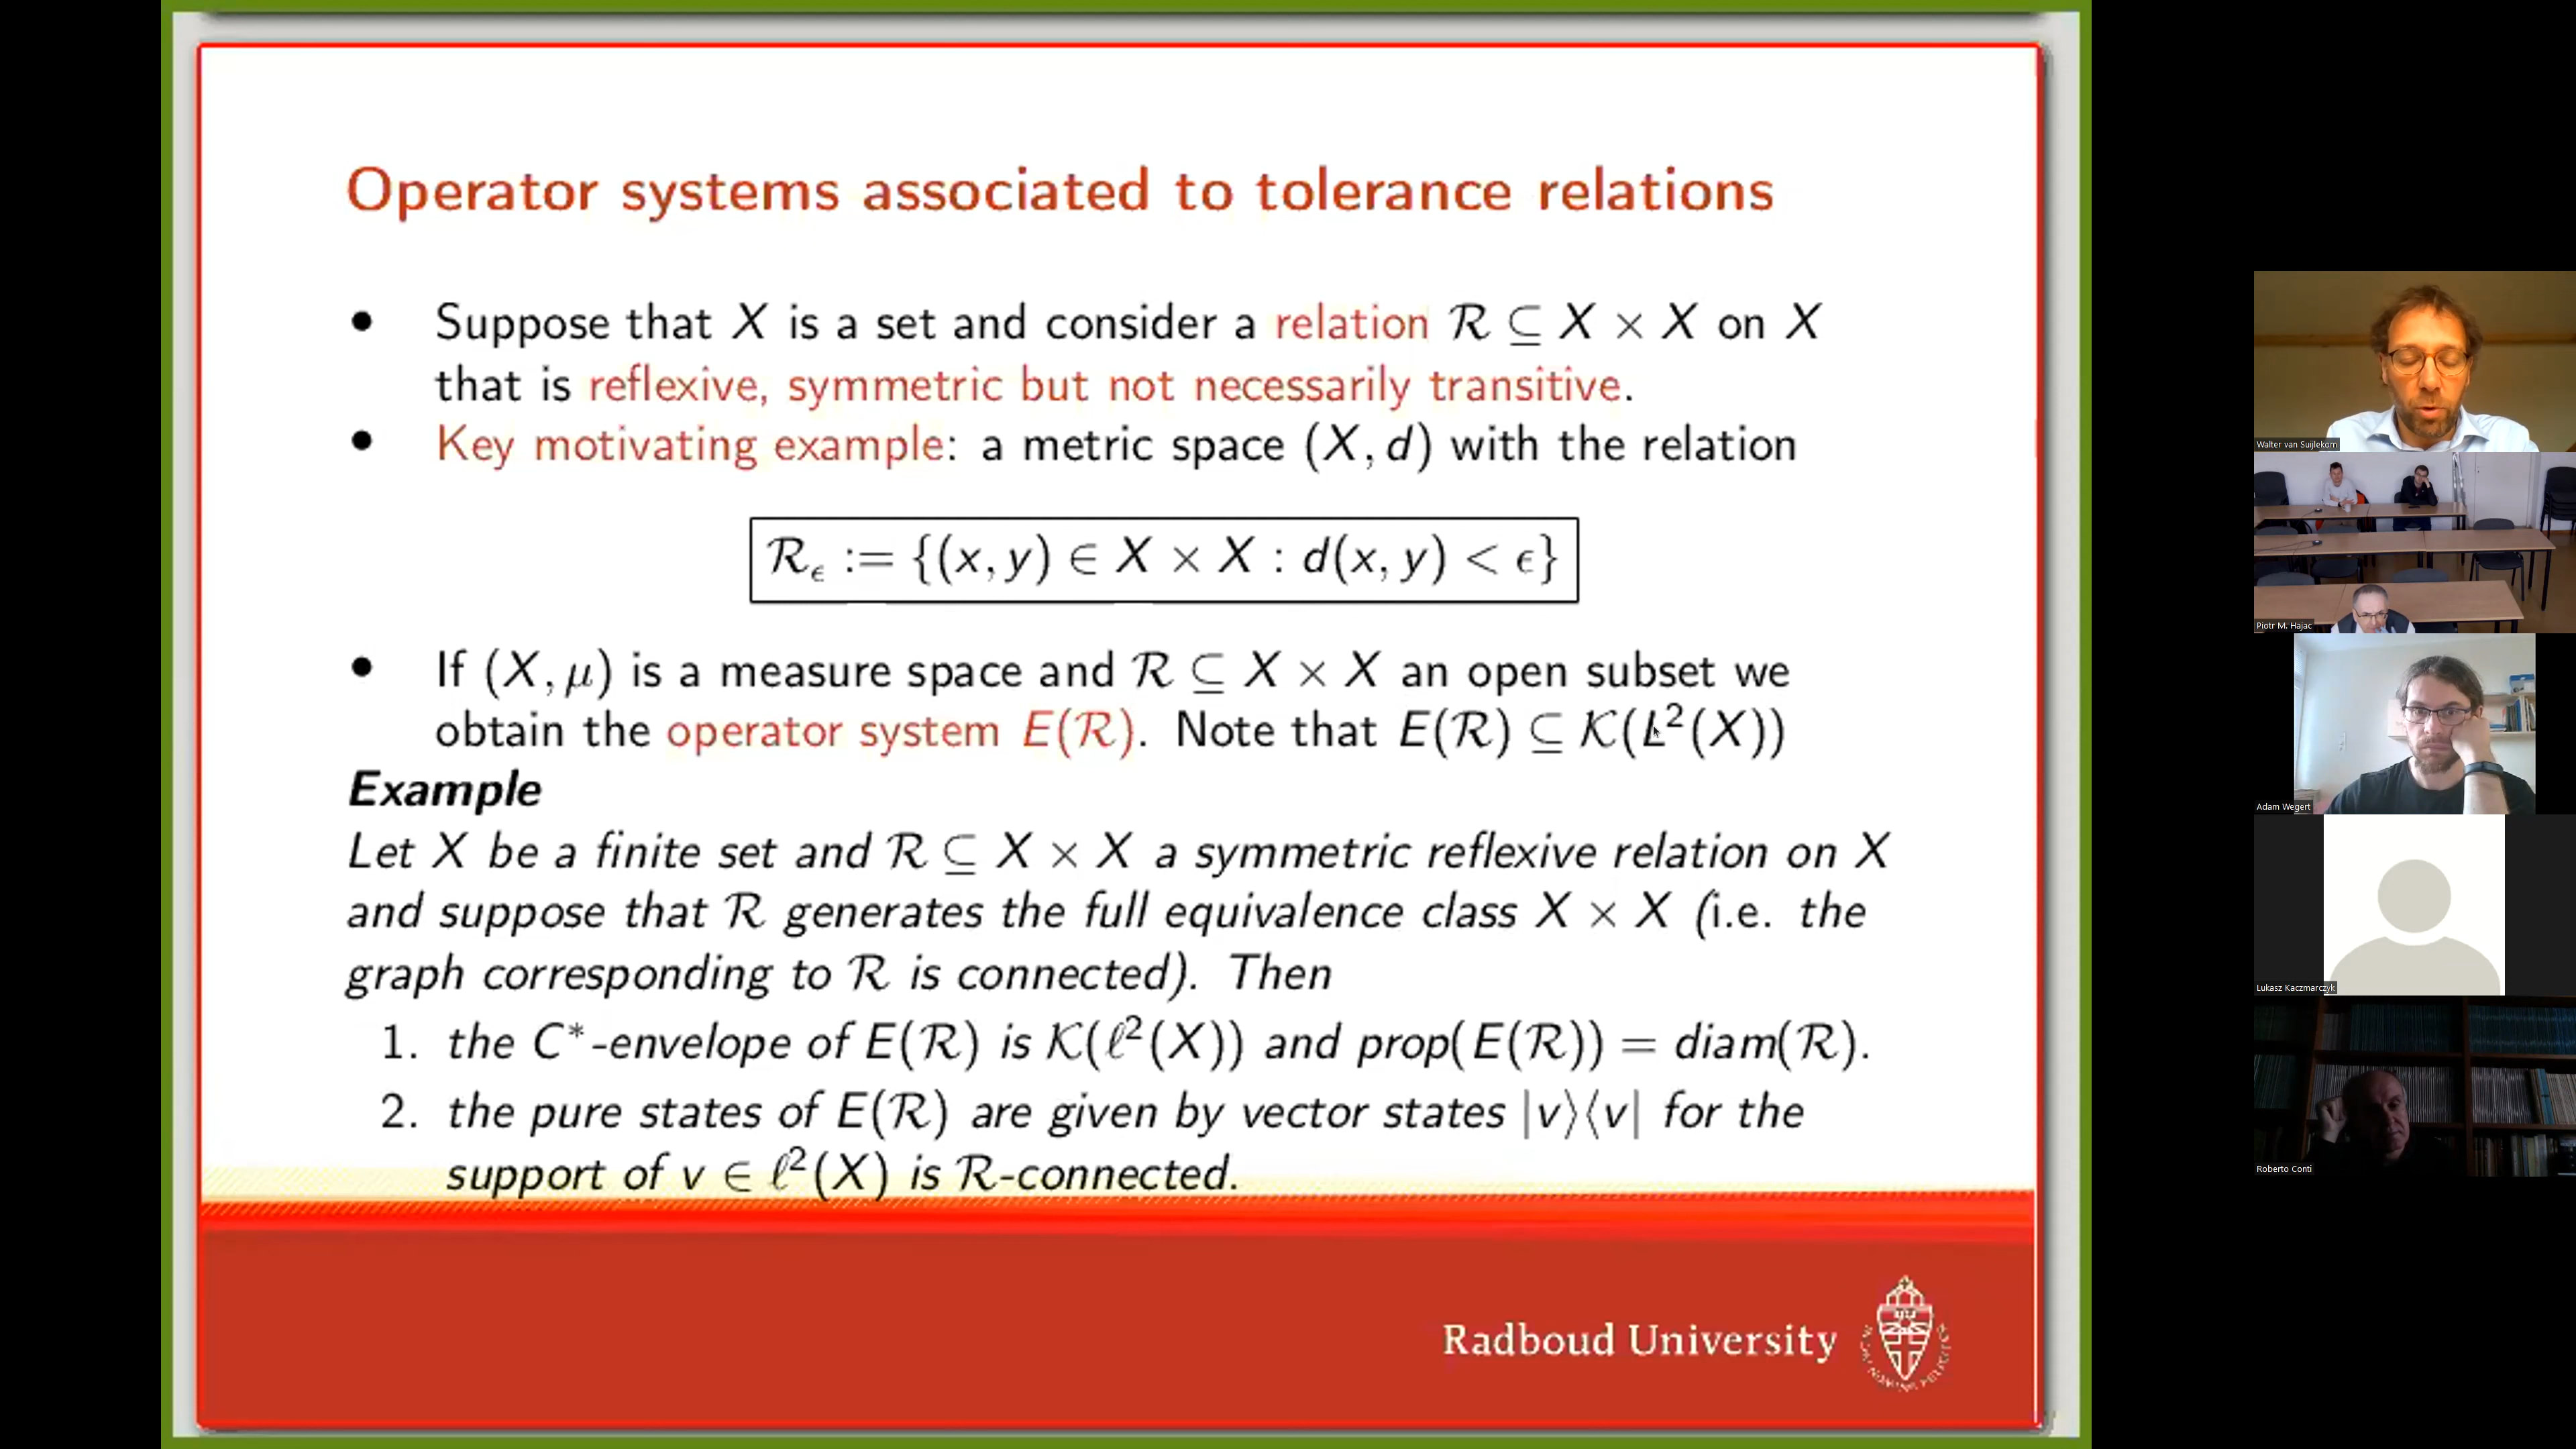 Operator systems associated to tolerance relations
• Suppose that X is a set and consider a relation ℛ ⊆ X × X on X
that is reflexive, symmetric but not necessarily transitive.
• Key motivating example: a metric space (X, d) with the relation
ℛ_ϵ := {(x, y) ∈ X × X : d(x, y) < ϵ}
• If (X, μ) is a measure space and ℛ ⊆ X × X an open subset we
obtain the operator system E(ℛ). Note that E(ℛ) ⊆ 𝒦(L²(X))
Example
Let X be a finite set and ℛ ⊆ X × X a symmetric reflexive relation on X
and suppose that ℛ generates the full equivalence class X × X (i.e. the
graph corresponding to ℛ is connected). Then
1. the C*-envelope of E(ℛ) is 𝒦(ℓ²(X)) and prop(E(ℛ)) = diam(ℛ).
2. the pure states of E(ℛ) are given by vector states |v⟩⟨v| for the
support of v ∈ ℓ²(X) is ℛ-connected.
Radboud University
Walter van Suijlekom
Piotr M. Hajac
Adam Wegert
Lukasz Kaczmarczyk
Roberto Conti